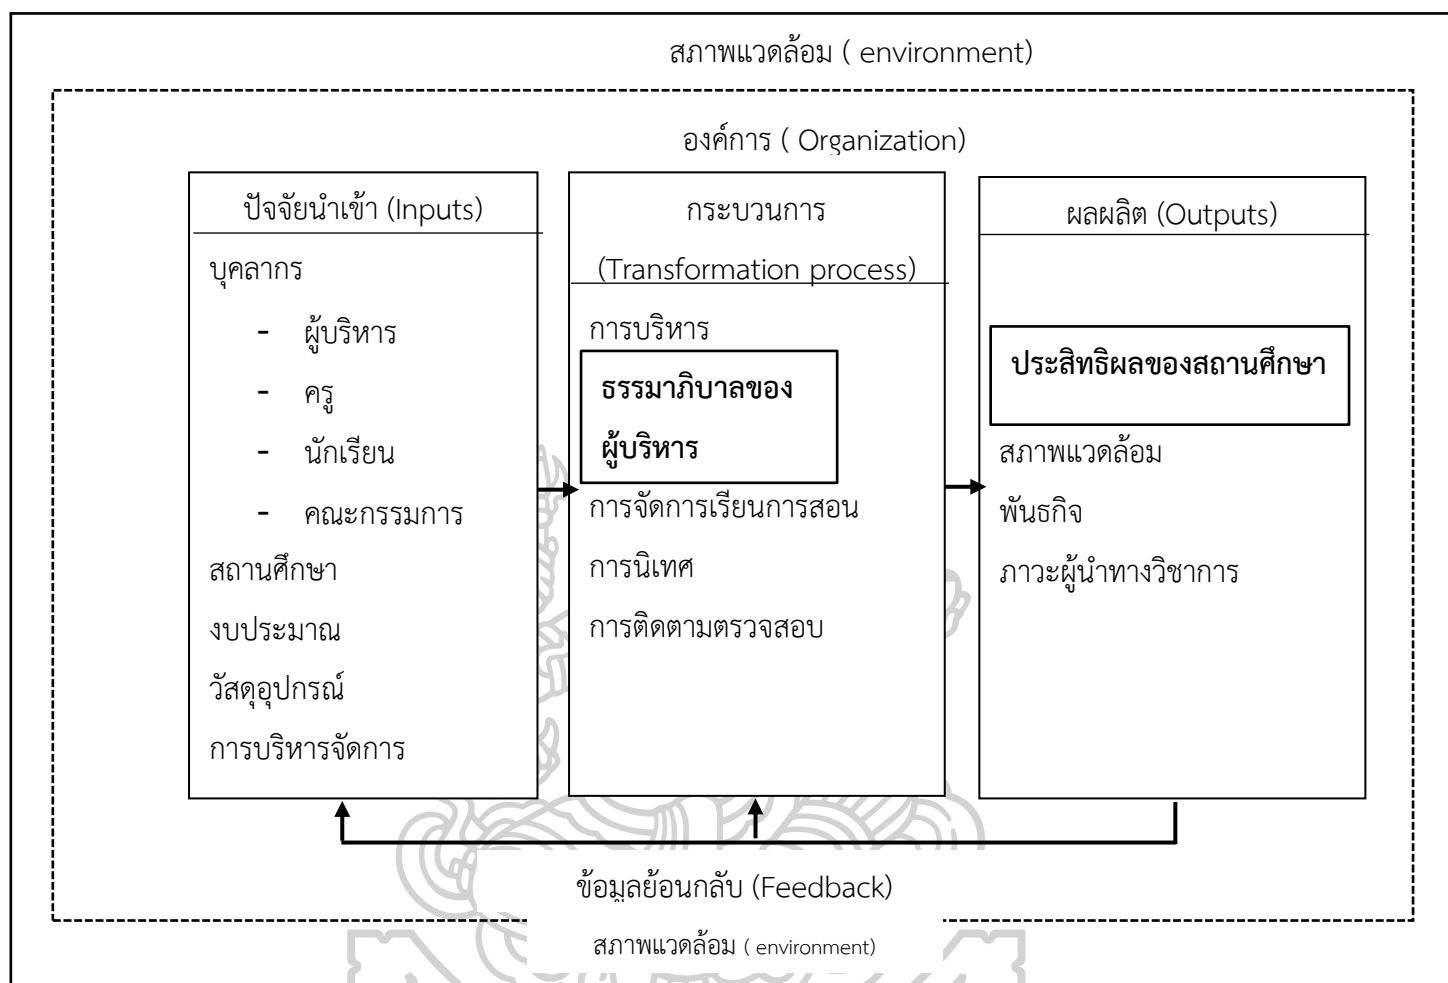 สภาพแวดล้อม ( environment)
องค์การ ( Organization)
ปัจจัยนำเข้า (Inputs)
บุคลากร
- ผู้บริหาร
- ครู
- นักเรียน
- คณะกรรมการ
สถานศึกษา
งบประมาณ
วัสดุอุปกรณ์
การบริหารจัดการ
กระบวนการ
(Transformation process)
การบริหาร
ธรรมาภิบาลของ
ผู้บริหาร
การจัดการเรียนการสอน
การนิเทศ
การติดตามตรวจสอบ
ผลผลิต (Outputs)
ประสิทธิผลของสถานศึกษา
สภาพแวดล้อม
พันธกิจ
ภาวะผู้นำทางวิชาการ
ข้อมูลย้อนกลับ (Feedback)
สภาพแวดล้อม ( environment)